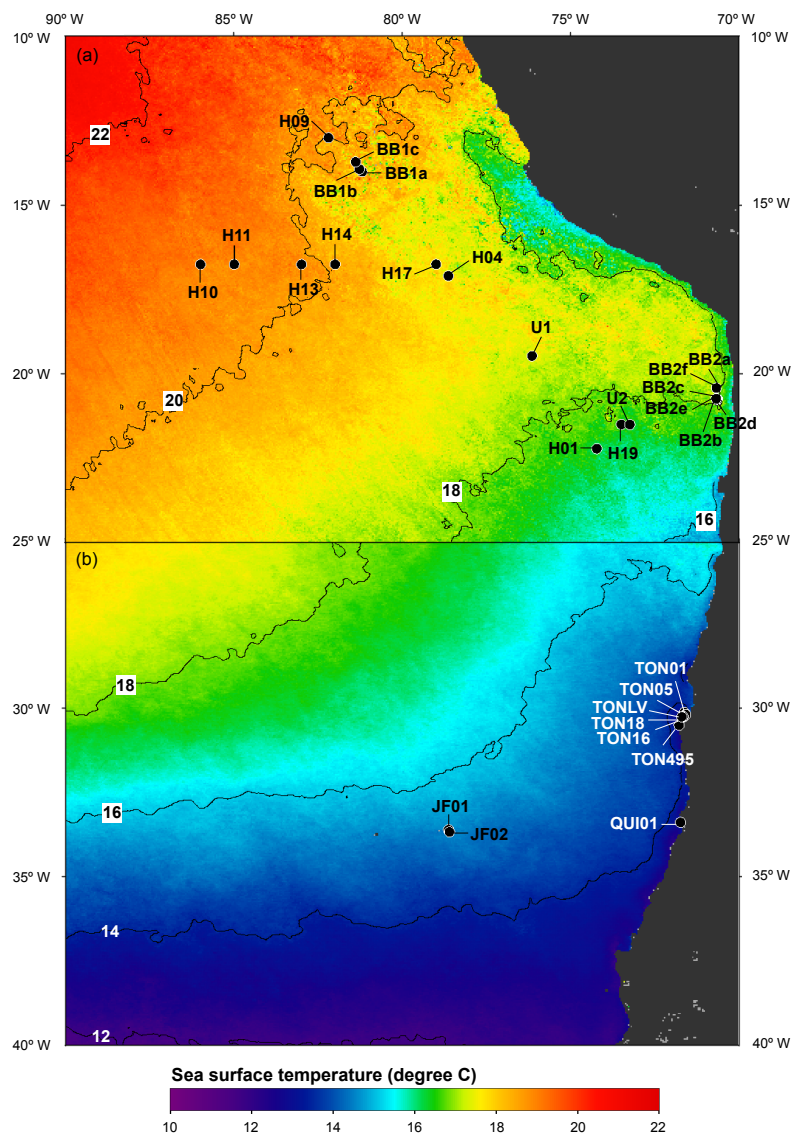 90° W 85° W 80° W 75° W 70° W
10° W 10° W
(a)
22
H09
BB1c
BB1b BB1a
15° W 15° W
H11 H14
H17 H04
H10 H13
U1
BB2a
BB2f
20° W 20° W
BB2c
20
U2 BB2e
BB2d
BB2b
H01 H19
18
16
25° W 25° W
(b)
TON01
18
TON05
TONLV
30° W 30° W
TON18
TON16
TON495
16
JF01
QUI01
JF02
35° W 35° W
14
12
40° W 40° W
Sea surface temperature (degree C)
10 12 14 16 18 20 22